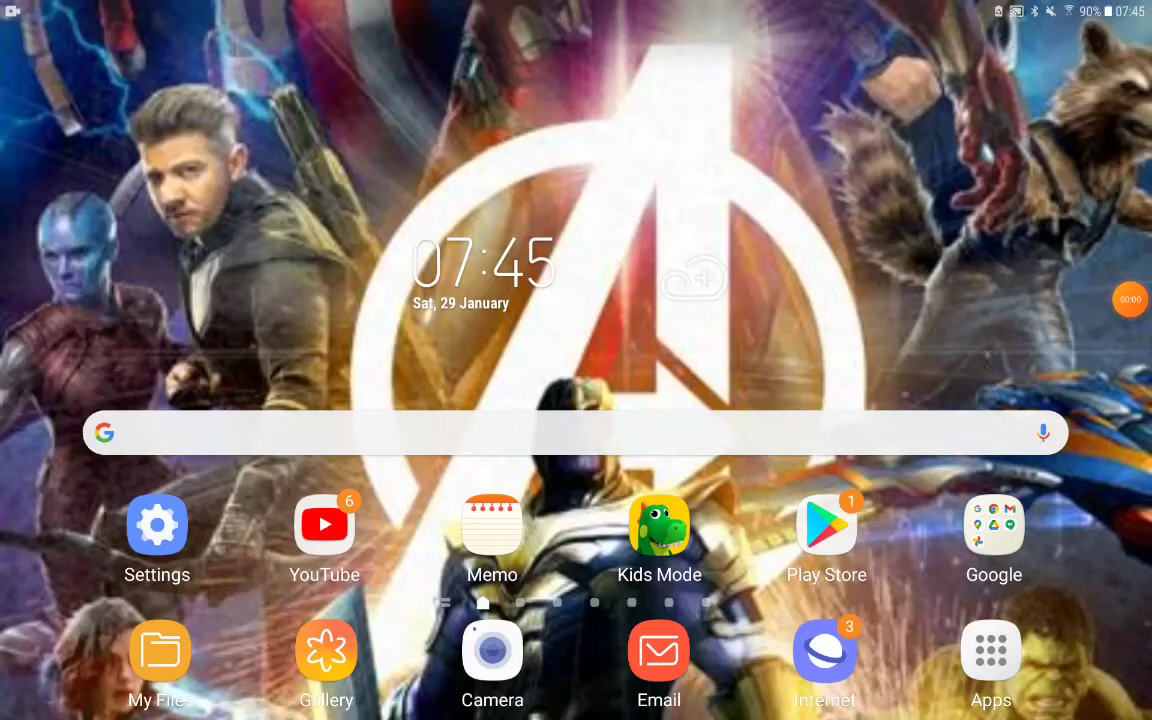 90% 07:45
07:45
Sat, 29 January
00:00
6
1
Settings
YouTube
Memo
Kids Mode
Play Store
Google
3
My Files
Gallery
Camera
Email
Internet
Apps